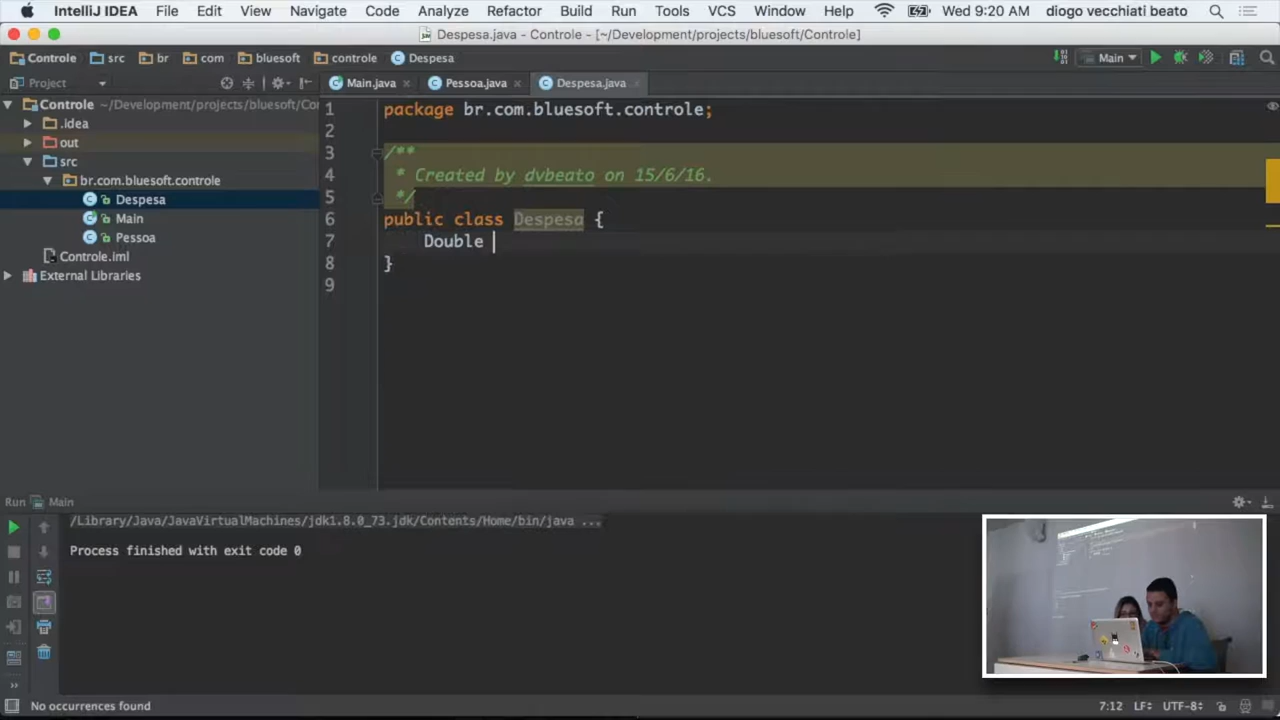 IntelliJ IDEA File Edit View Navigate Code Analyze Refactor Build Run Tools VCS Window Help Wed 9:20 AM diogo vecchiati beato
Despesa.java - Controle - [~/Development/projects/bluesoft/Controle]
Controle src br com bluesoft controle Despesa Main
Project Main.java Pessoa.java Despesa.java
Controle ~/Development/projects/bluesoft/Co
.idea
out
src
br.com.bluesoft.controle
Despesa
Main
Pessoa
Controle.iml
External Libraries
1 package br.com.bluesoft.controle;
2
3 /**
4 * Created by dvbeato on 15/6/16.
5 */
6 public class Despesa {
7 Double
8 }
9
Run Main
/Library/Java/JavaVirtualMachines/jdk1.8.0_73.jdk/Contents/Home/bin/java ...
Process finished with exit code 0
No occurrences found 7:12 LF÷ UTF-8÷